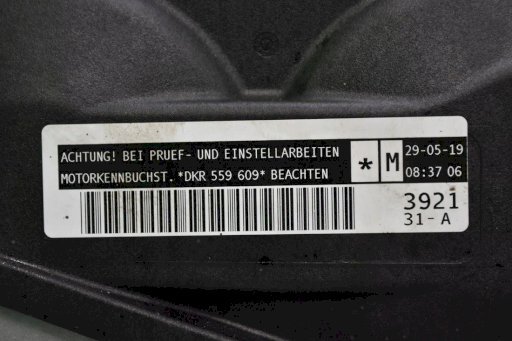 ACHTUNG! BEI PRUEF- UND EINSTELLARBEITEN
MOTORKENNBUCHST. *DKR 559 609* BEACHTEN
* M
29-05-19
08:37 06
3921
31-A